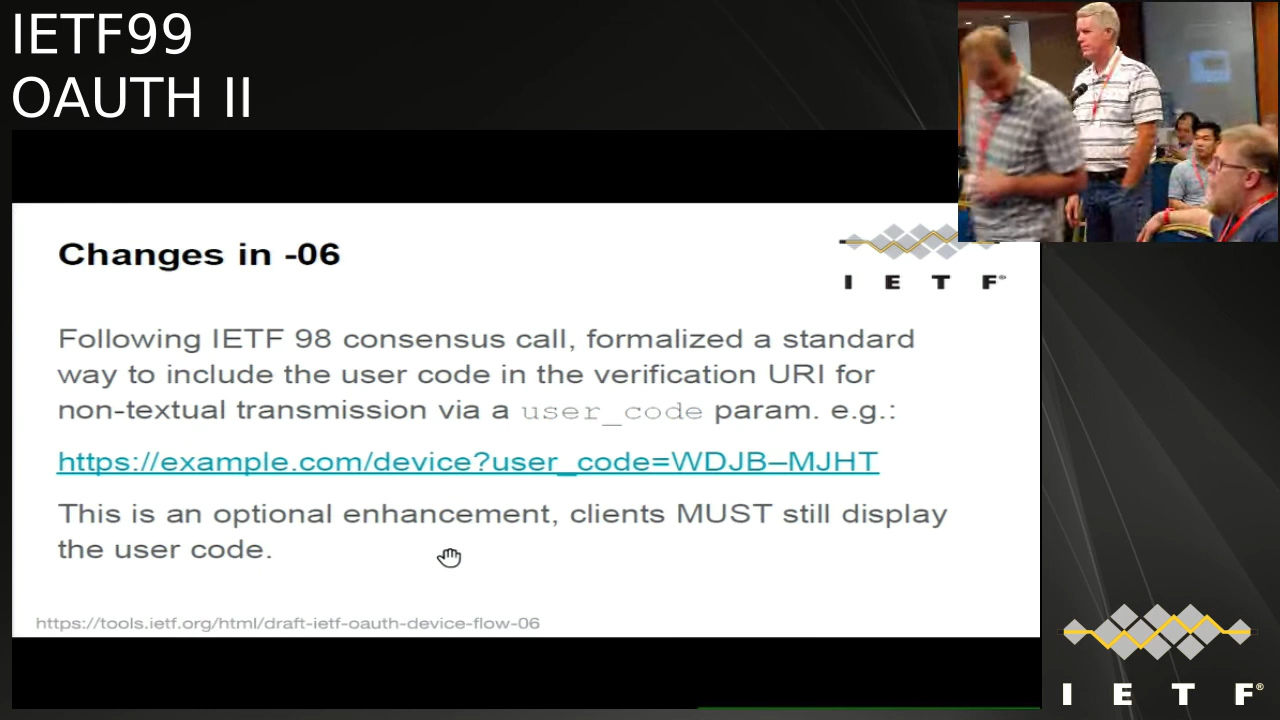 IETF99
OAUTH II
Changes in -06
I E T F®
Following IETF 98 consensus call, formalized a standard
way to include the user code in the verification URI for
non-textual transmission via a user_code param. e.g.:
https://example.com/device?user_code=WDJB–MJHT
This is an optional enhancement, clients MUST still display
the user code.
https://tools.ietf.org/html/draft-ietf-oauth-device-flow-06
I E T F®